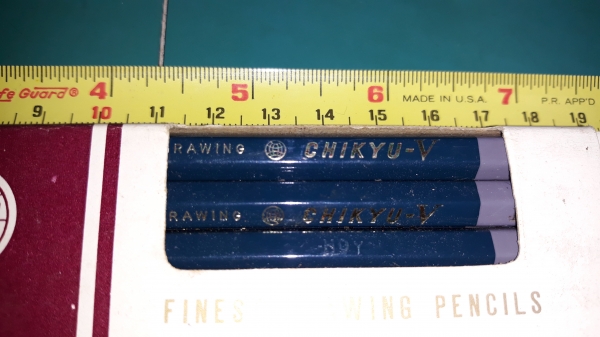 fe Guard® 4 5 6 MADE IN U.S.A. 7 P.R. APP'D
9 10 11 12 13 14 15 16 17 18 19
RAWING CHIKYU-V
RAWING CHIKYU-V
FINES WING PENCILS